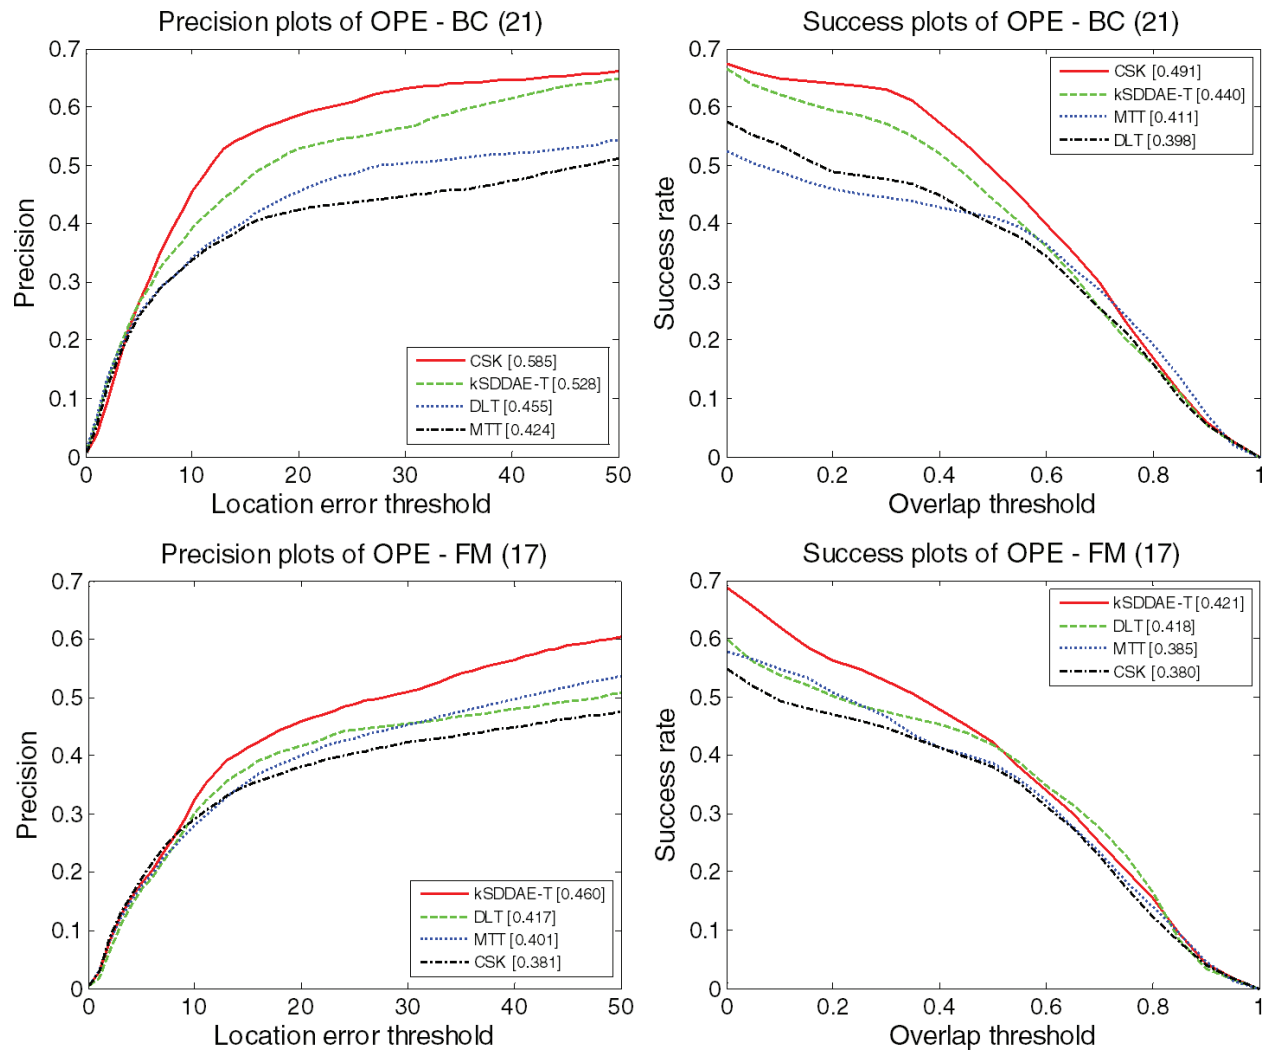 Precision plots of OPE - BC (21)
0.7
0.6
0.5
0.4
0.3
0.2
0.1
0
Precision
CSK [0.585]
kSDDAE-T [0.528]
DLT [0.455]
MTT [0.424]
0 10 20 30 40 50
Location error threshold
Success plots of OPE - BC (21)
0.7
0.6
0.5
0.4
0.3
0.2
0.1
0
Success rate
CSK [0.491]
kSDDAE-T [0.440]
MTT [0.411]
DLT [0.398]
0 0.2 0.4 0.6 0.8 1
Overlap threshold
Precision plots of OPE - FM (17)
0.7
0.6
0.5
0.4
0.3
0.2
0.1
0
Precision
kSDDAE-T [0.460]
DLT [0.417]
MTT [0.401]
CSK [0.381]
0 10 20 30 40 50
Location error threshold
Success plots of OPE - FM (17)
0.7
0.6
0.5
0.4
0.3
0.2
0.1
0
Success rate
kSDDAE-T [0.421]
DLT [0.418]
MTT [0.385]
CSK [0.380]
0 0.2 0.4 0.6 0.8 1
Overlap threshold